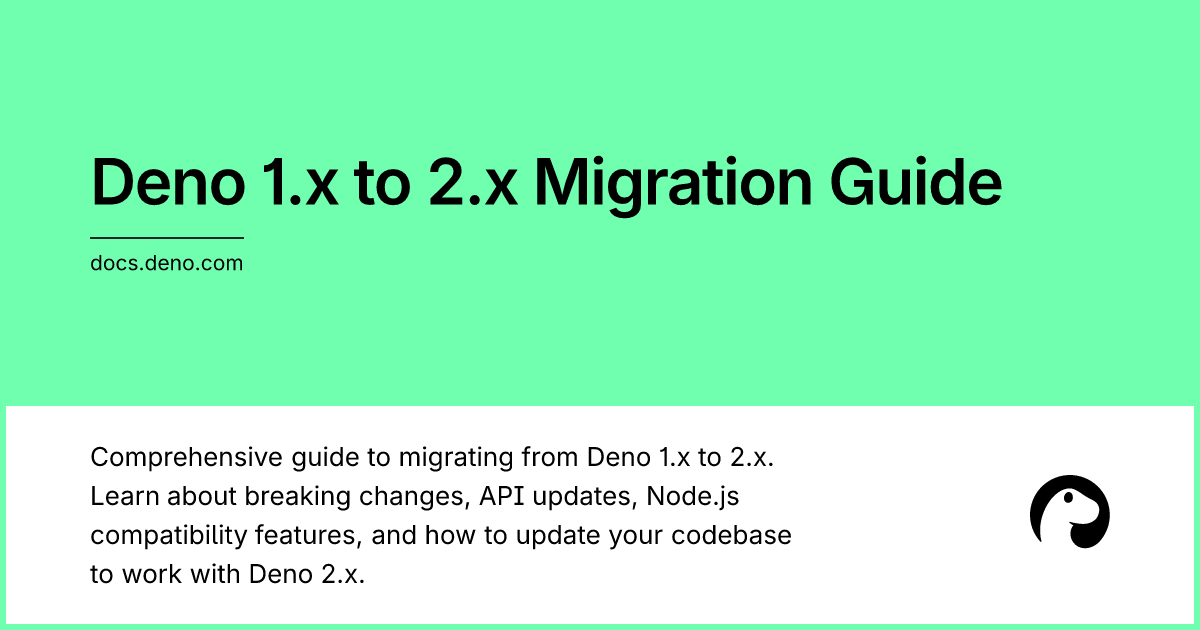 Deno 1.x to 2.x Migration Guide
docs.deno.com
Comprehensive guide to migrating from Deno 1.x to 2.x.
Learn about breaking changes, API updates, Node.js
compatibility features, and how to update your codebase
to work with Deno 2.x.